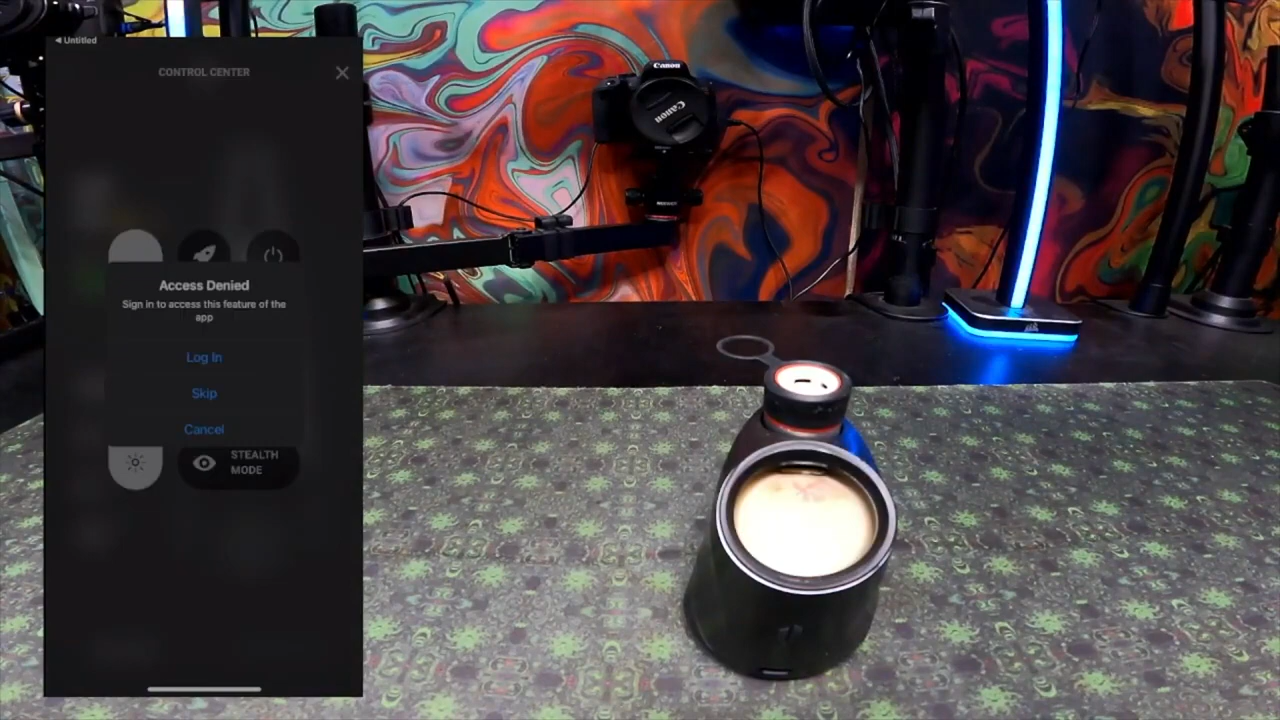 ◀ Untitled
CONTROL CENTER
Access Denied
Sign in to access this feature of the
app
Log In
Skip
Cancel
STEALTH
MODE
Canon
Canon